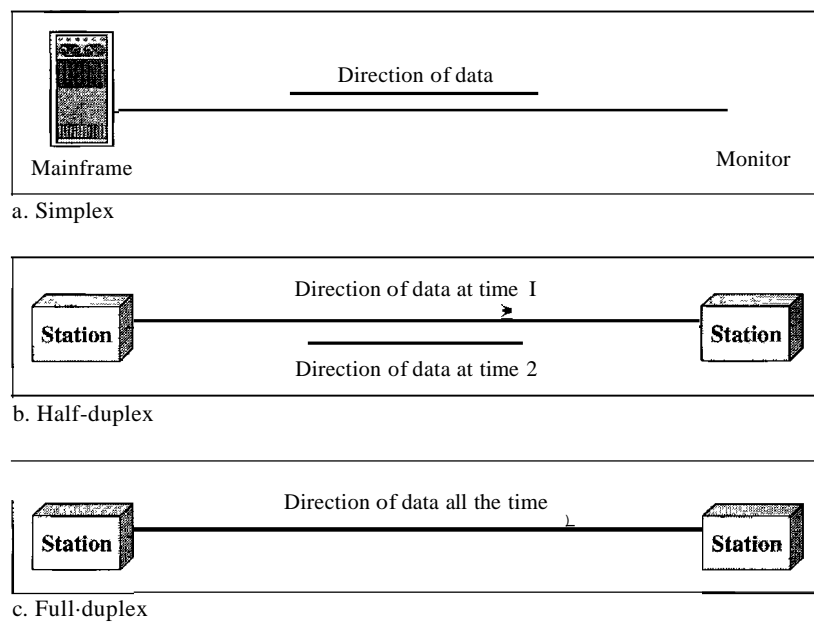 Direction of data
Mainframe
Monitor
a. Simplex
Direction of data at time I
Station
Station
Direction of data at time 2
b. Half-duplex
Direction of data all the time
Station
Station
c. Full·duplex